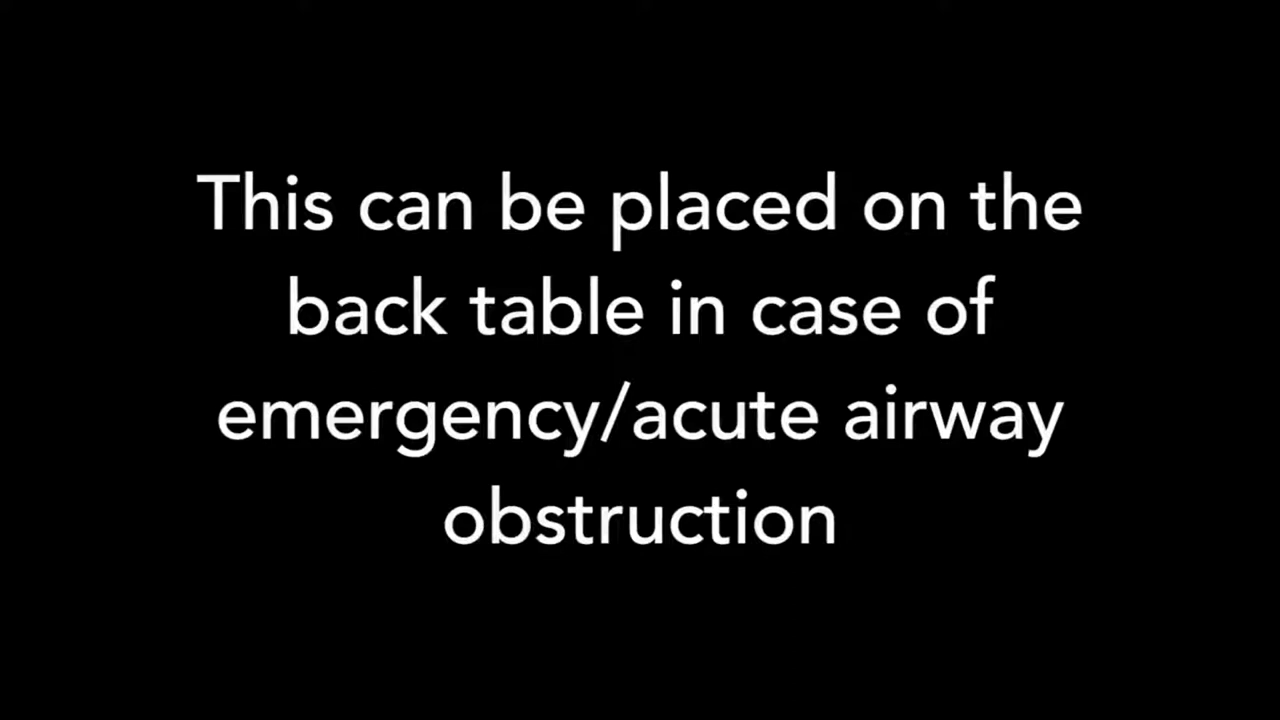 This can be placed on the
back table in case of
emergency/acute airway
obstruction